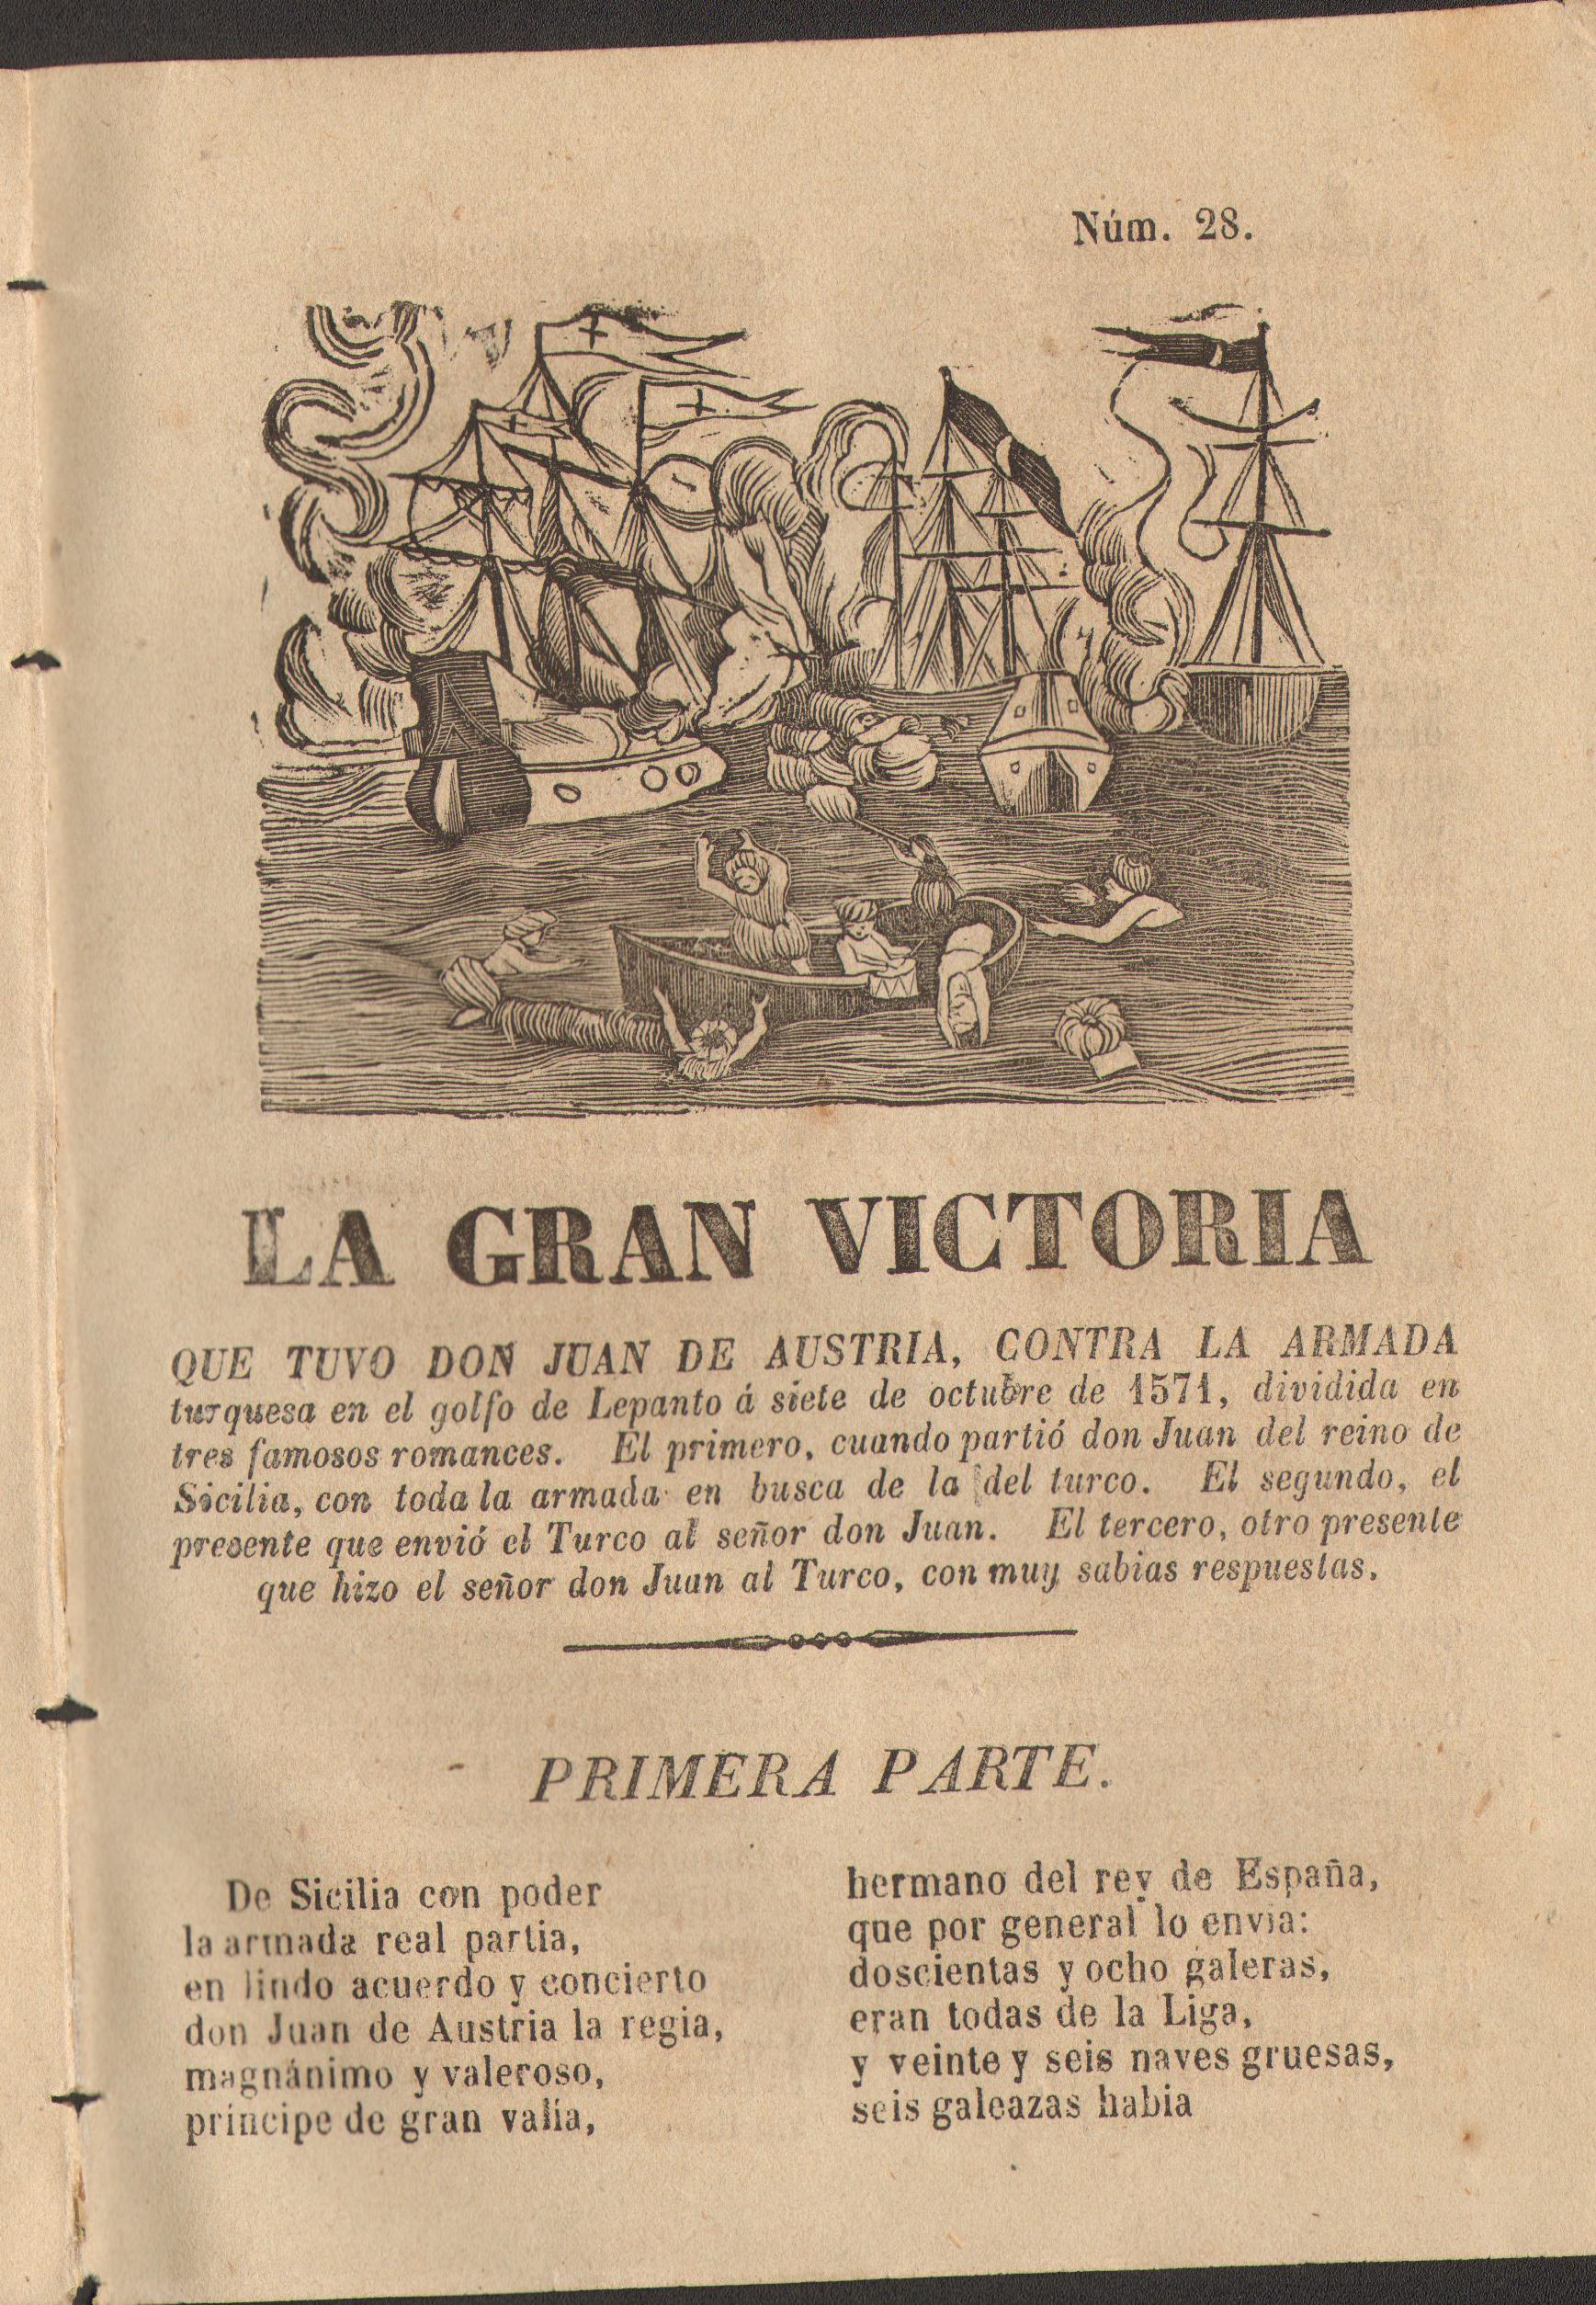 Núm. 28.
LA GRAN VICTORIA
QUE TUVO DON JUAN DE AUSTRIA, CONTRA LA ARMADA
turquesa en el golfo de Lepanto á siete de octubre de 1571, dividida en
tres famosos romances. El primero, cuando partió don Juan del reino de
Sicilia, con toda la armada en busca de la del turco. El segundo, el
presente que envió el Turco al señor don Juan. El tercero, otro presente
que hizo el señor don Juan al Turco, con muy sabias respuestas.
PRIMERA PARTE.
De Sicilia con poder
la armada real partia,
en lindo acuerdo y concierto
don Juan de Austria la regia,
magnánimo y valeroso,
príncipe de gran valía,
hermano del rey de España,
que por general lo envia:
doscientas y ocho galeras,
eran todas de la Liga,
y veinte y seis naves gruesas,
seis galeazas habia